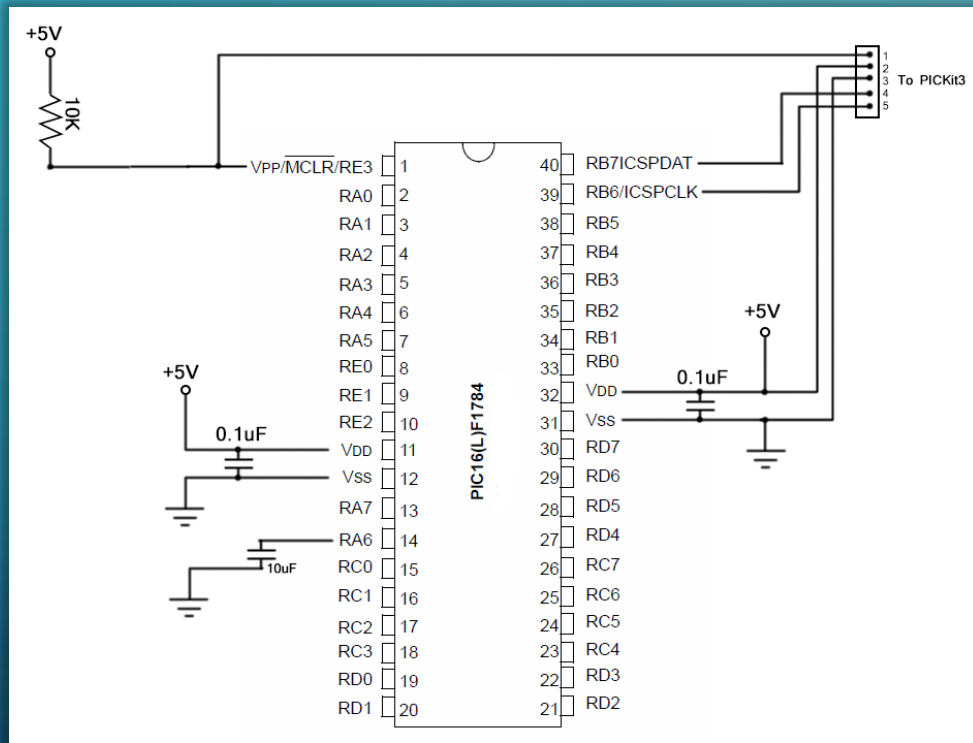 +5V
10K
1
2
3
4
5
To PICKit3
VPP/MCLR/RE3 1
RA0 2
RA1 3
RA2 4
RA3 5
RA4 6
RA5 7
RE0 8
RE1 9
RE2 10
VDD 11
VSS 12
RA7 13
RA6 14
RC0 15
RC1 16
RC2 17
RC3 18
RD0 19
RD1 20
+5V
0.1uF
10uF
PIC16(L)F1784
40 RB7ICSPDAT
39 RB6/ICSPCLK
38 RB5
37 RB4
36 RB3
35 RB2
34 RB1
33 RB0
32 VDD
31 VSS
30 RD7
29 RD6
28 RD5
27 RD4
26 RC7
25 RC6
24 RC5
23 RC4
22 RD3
21 RD2
+5V
0.1uF